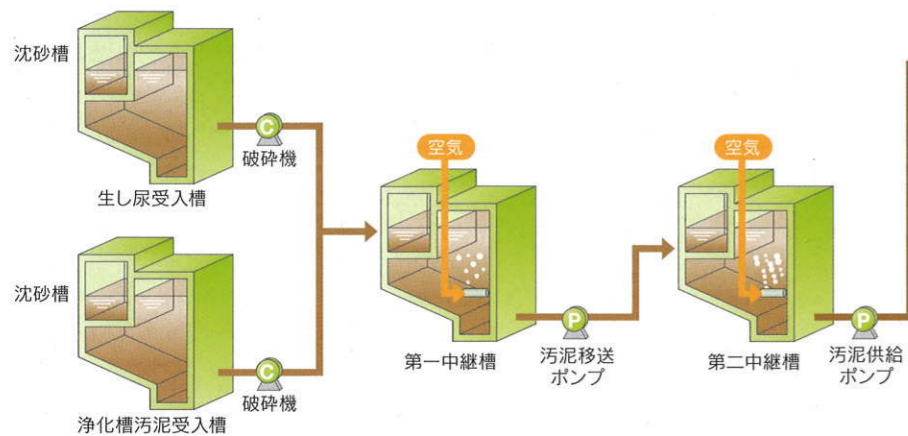 沈砂槽
C
破砕機
生し尿受入槽
沈砂槽
C
破砕機
浄化槽汚泥受入槽
空気
第一中継槽
P
汚泥移送
ポンプ
空気
第二中継槽
P
汚泥供給
ポンプ